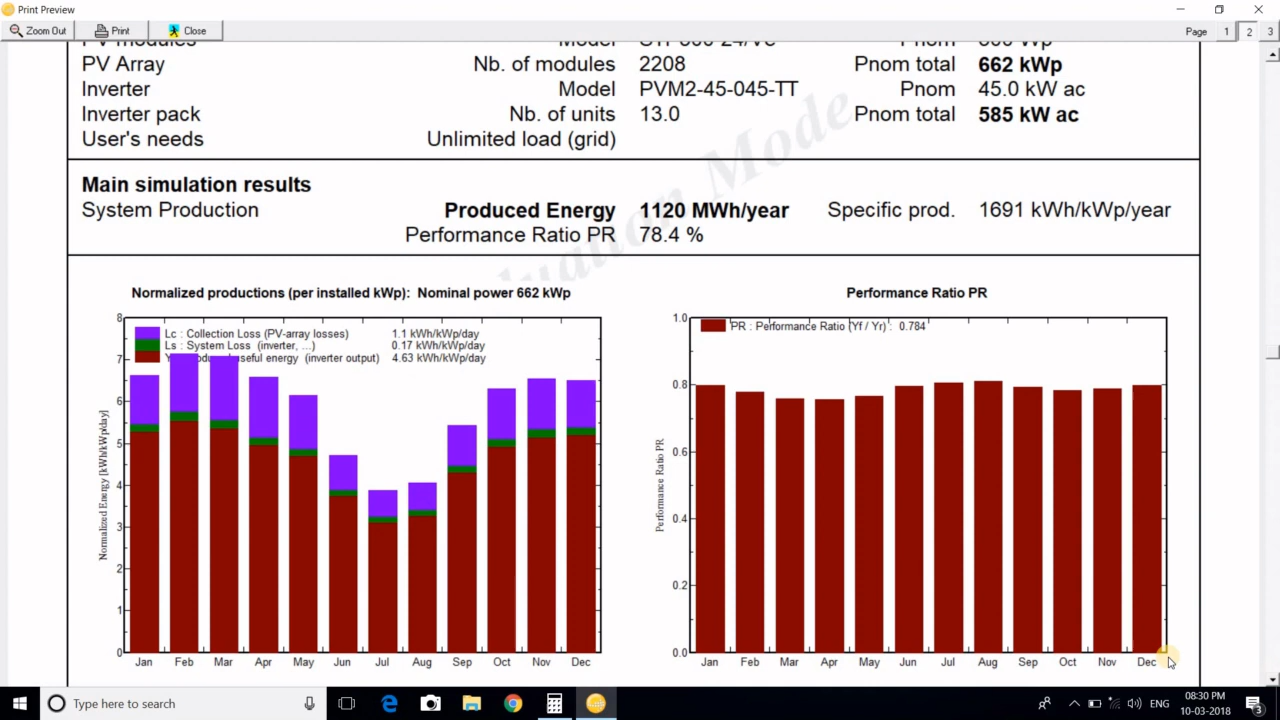 Print Preview
Zoom Out Print Close Page 1 2 3
PV modules Model Pnom
PV Array Nb. of modules 2208 Pnom total 662 kWp
Inverter Model PVM2-45-045-TT Pnom 45.0 kW ac
Inverter pack Nb. of units 13.0 Pnom total 585 kW ac
User's needs Unlimited load (grid)
Main simulation results
System Production Produced Energy 1120 MWh/year Specific prod. 1691 kWh/kWp/year
Performance Ratio PR 78.4 %
Mode
Normalized productions (per installed kWp): Nominal power 662 kWp
Lc : Collection Loss (PV-array losses) 1.1 kWh/kWp/day
Ls : System Loss (inverter, ...) 0.17 kWh/kWp/day
useful energy (inverter output) 4.63 kWh/kWp/day
Normalized Energy [kWh/kWp/day]
8
7
6
5
4
3
2
1
0
Jan Feb Mar Apr May Jun Jul Aug Sep Oct Nov Dec
Performance Ratio PR
PR : Performance Ratio (Yf / Yr) : 0.784
Performance Ratio PR
1.0
0.8
0.6
0.4
0.2
0.0
Jan Feb Mar Apr May Jun Jul Aug Sep Oct Nov Dec
Type here to search
ENG
08:30 PM
10-03-2018
3